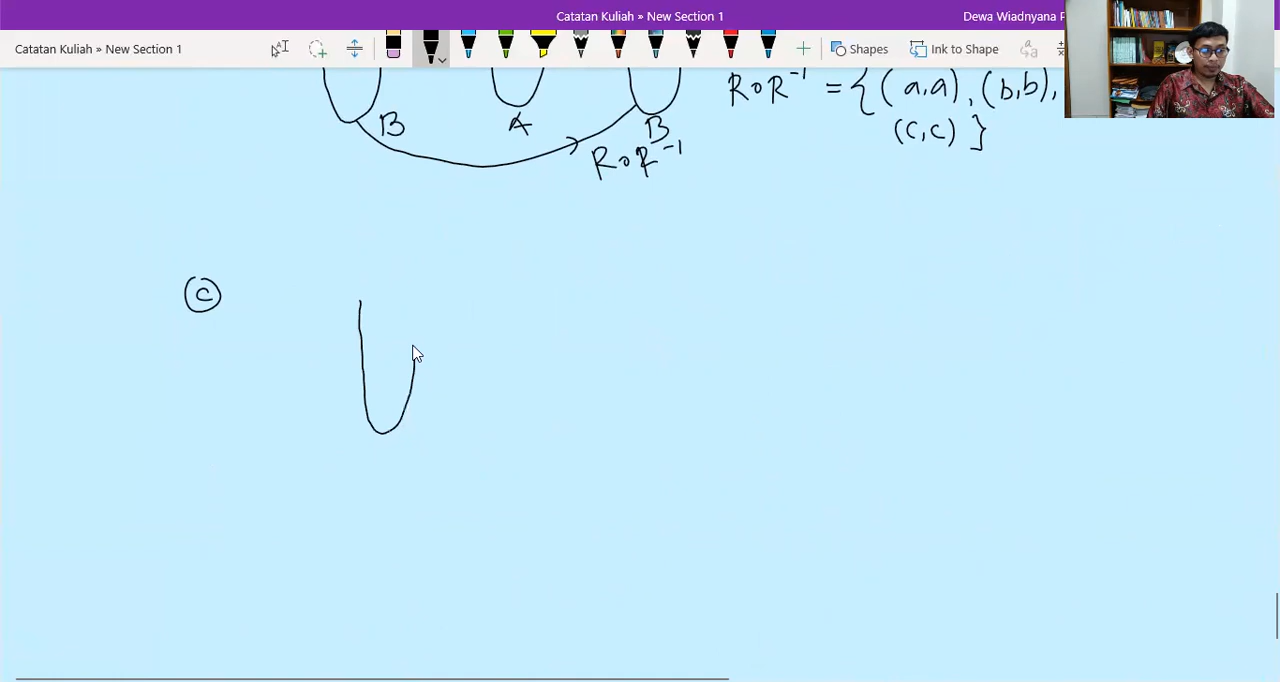 Catatan Kuliah » New Section 1
Dewa Wiadnyana P
Catatan Kuliah » New Section 1
Shapes
Ink to Shape
R∘R⁻¹ = {(a,a), (b,b),
(c,c)}
B
A
B
R∘R⁻¹
c